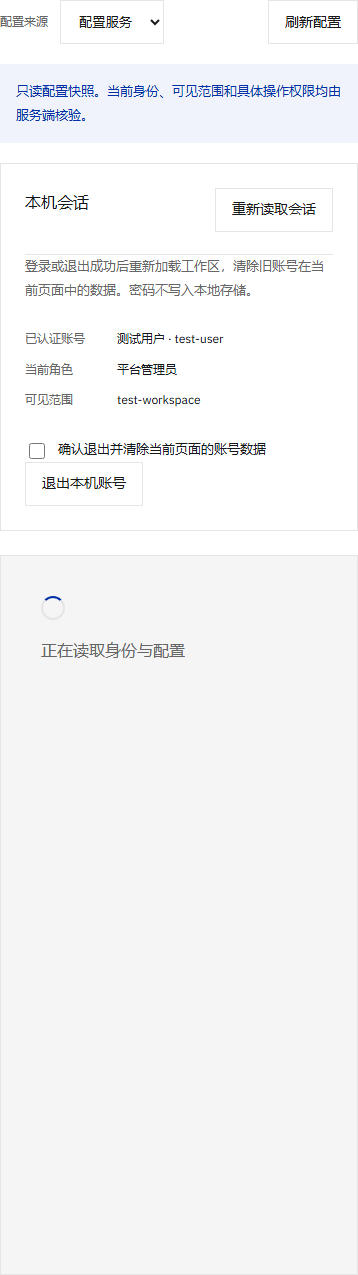 配置来源 配置服务 刷新配置
只读配置快照。当前身份、可见范围和具体操作权限均由
服务端核验。
本机会话 重新读取会话
登录或退出成功后重新加载工作区，清除旧账号在当
前页面中的数据。密码不写入本地存储。
已认证账号 测试用户 · test-user
当前角色 平台管理员
可见范围 test-workspace
确认退出并清除当前页面的账号数据
退出本机账号
正在读取身份与配置